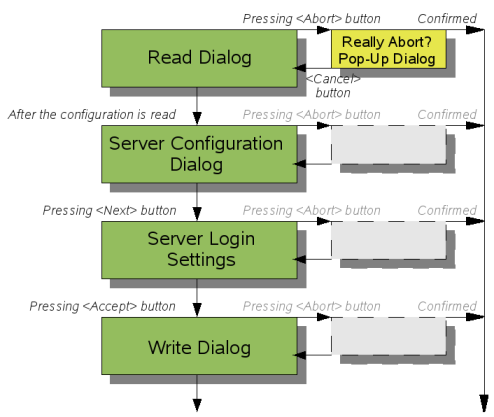 Pressing <Abort> button
Confirmed
Read Dialog
Really Abort?
Pop-Up Dialog
<Cancel>
button
After the configuration is read
Pressing <Abort> button
Confirmed
Server Configuration
Dialog
Pressing <Next> button
Pressing <Abort> button
Confirmed
Server Login
Settings
Pressing <Accept> button
Pressing <Abort> button
Confirmed
Write Dialog